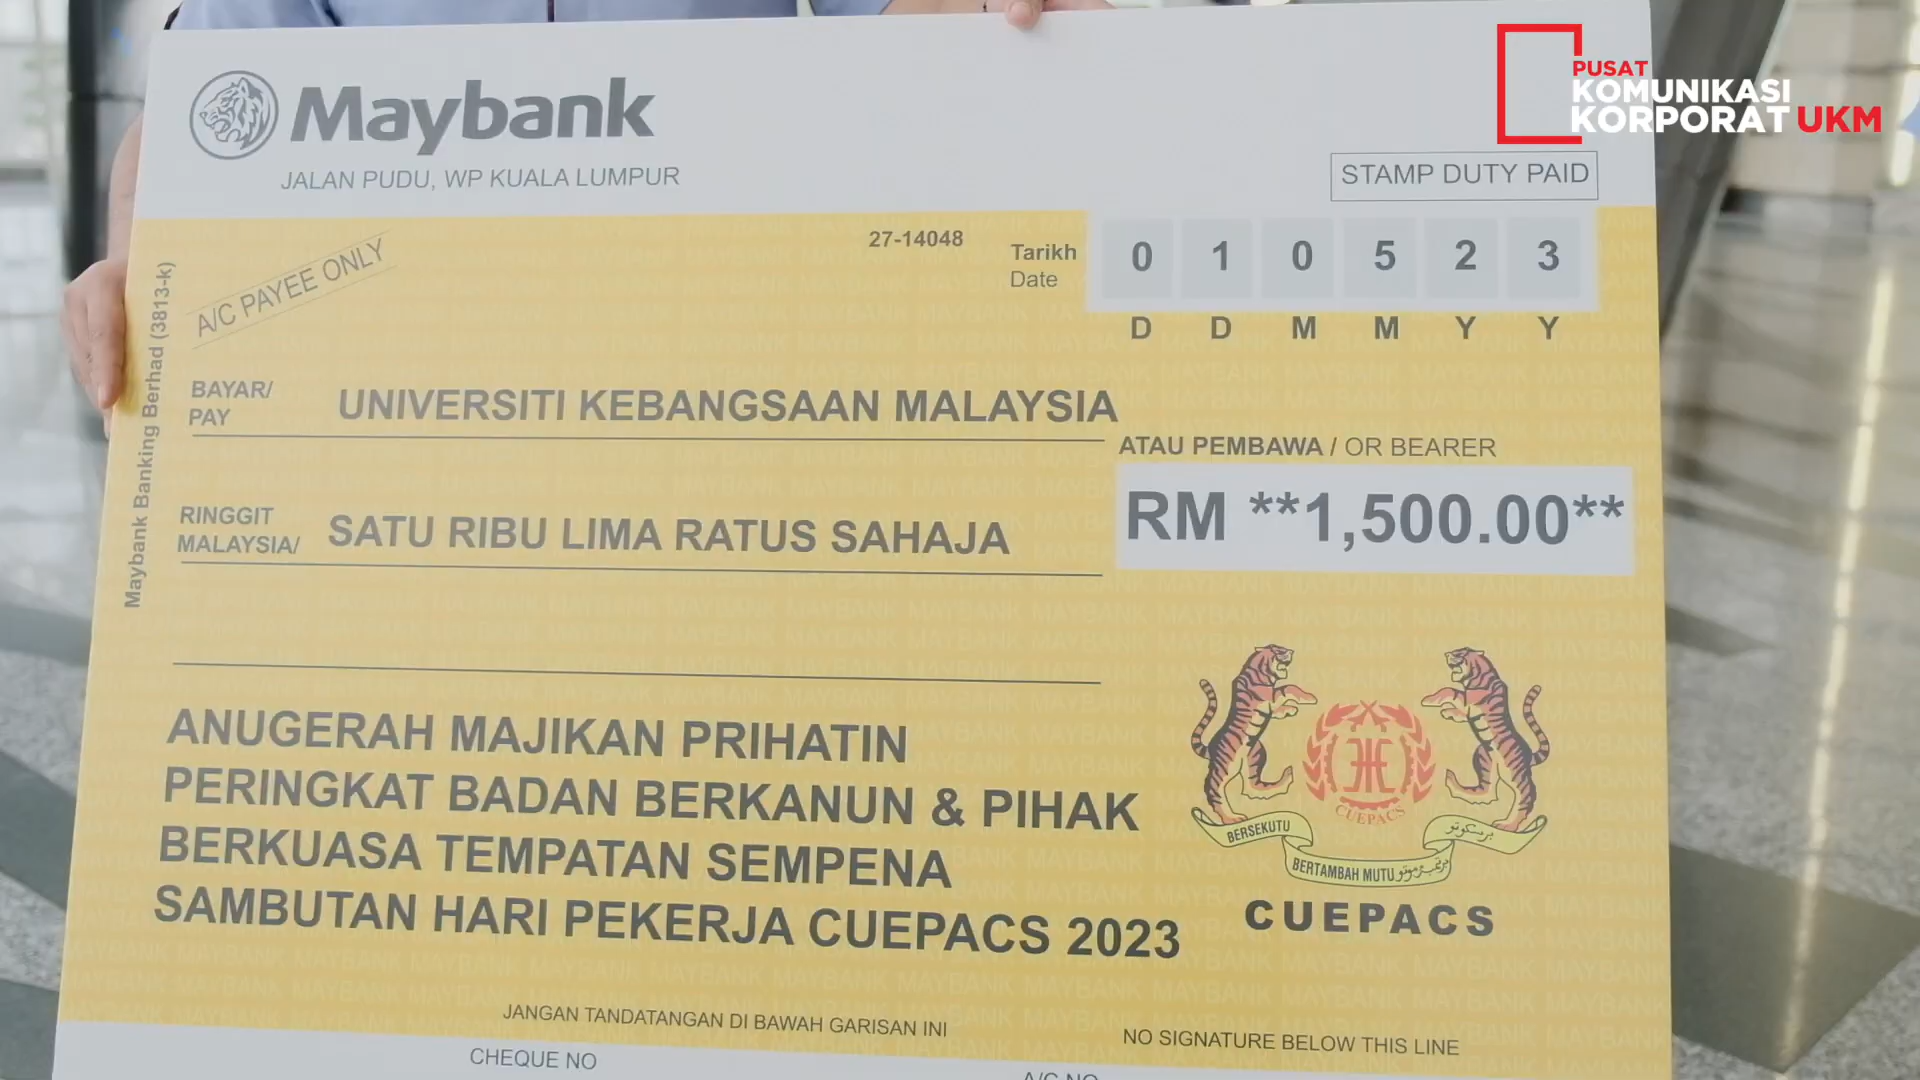 PUSAT
KOMUNIKASI
KORPORAT UKM
Maybank
JALAN PUDU, WP KUALA LUMPUR
STAMP DUTY PAID
27-14048
Tarikh
Date
0 1 0 5 2 3
D D M M Y Y
A/C PAYEE ONLY
Maybank Banking Berhad (3813-k)
BAYAR/
PAY
UNIVERSITI KEBANGSAAN MALAYSIA
ATAU PEMBAWA / OR BEARER
RINGGIT
MALAYSIA/
SATU RIBU LIMA RATUS SAHAJA
RM **1,500.00**
ANUGERAH MAJIKAN PRIHATIN
PERINGKAT BADAN BERKANUN & PIHAK
BERKUASA TEMPATAN SEMPENA
SAMBUTAN HARI PEKERJA CUEPACS 2023
CUEPACS
BERSEKUTU
BERTAMBAH MUTU
CUEPACS
JANGAN TANDATANGAN DI BAWAH GARISAN INI
NO SIGNATURE BELOW THIS LINE
CHEQUE NO
A/C NO